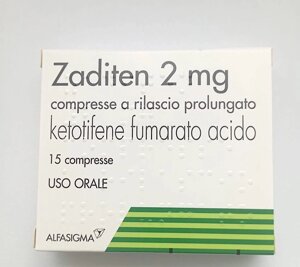 Zaditen 2 mg
compresse a rilascio prolungato
ketotifene fumarato acido
15 compresse
USO ORALE
ALFASIGMA